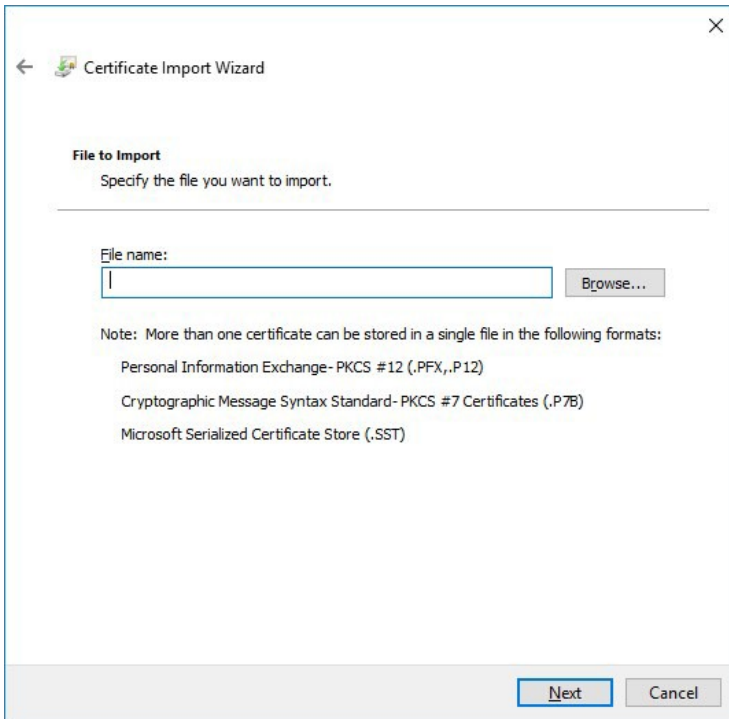 Certificate Import Wizard
File to Import
Specify the file you want to import.
File name:
Browse...
Note: More than one certificate can be stored in a single file in the following formats:
Personal Information Exchange- PKCS #12 (.PFX,.P12)
Cryptographic Message Syntax Standard- PKCS #7 Certificates (.P7B)
Microsoft Serialized Certificate Store (.SST)
Next Cancel